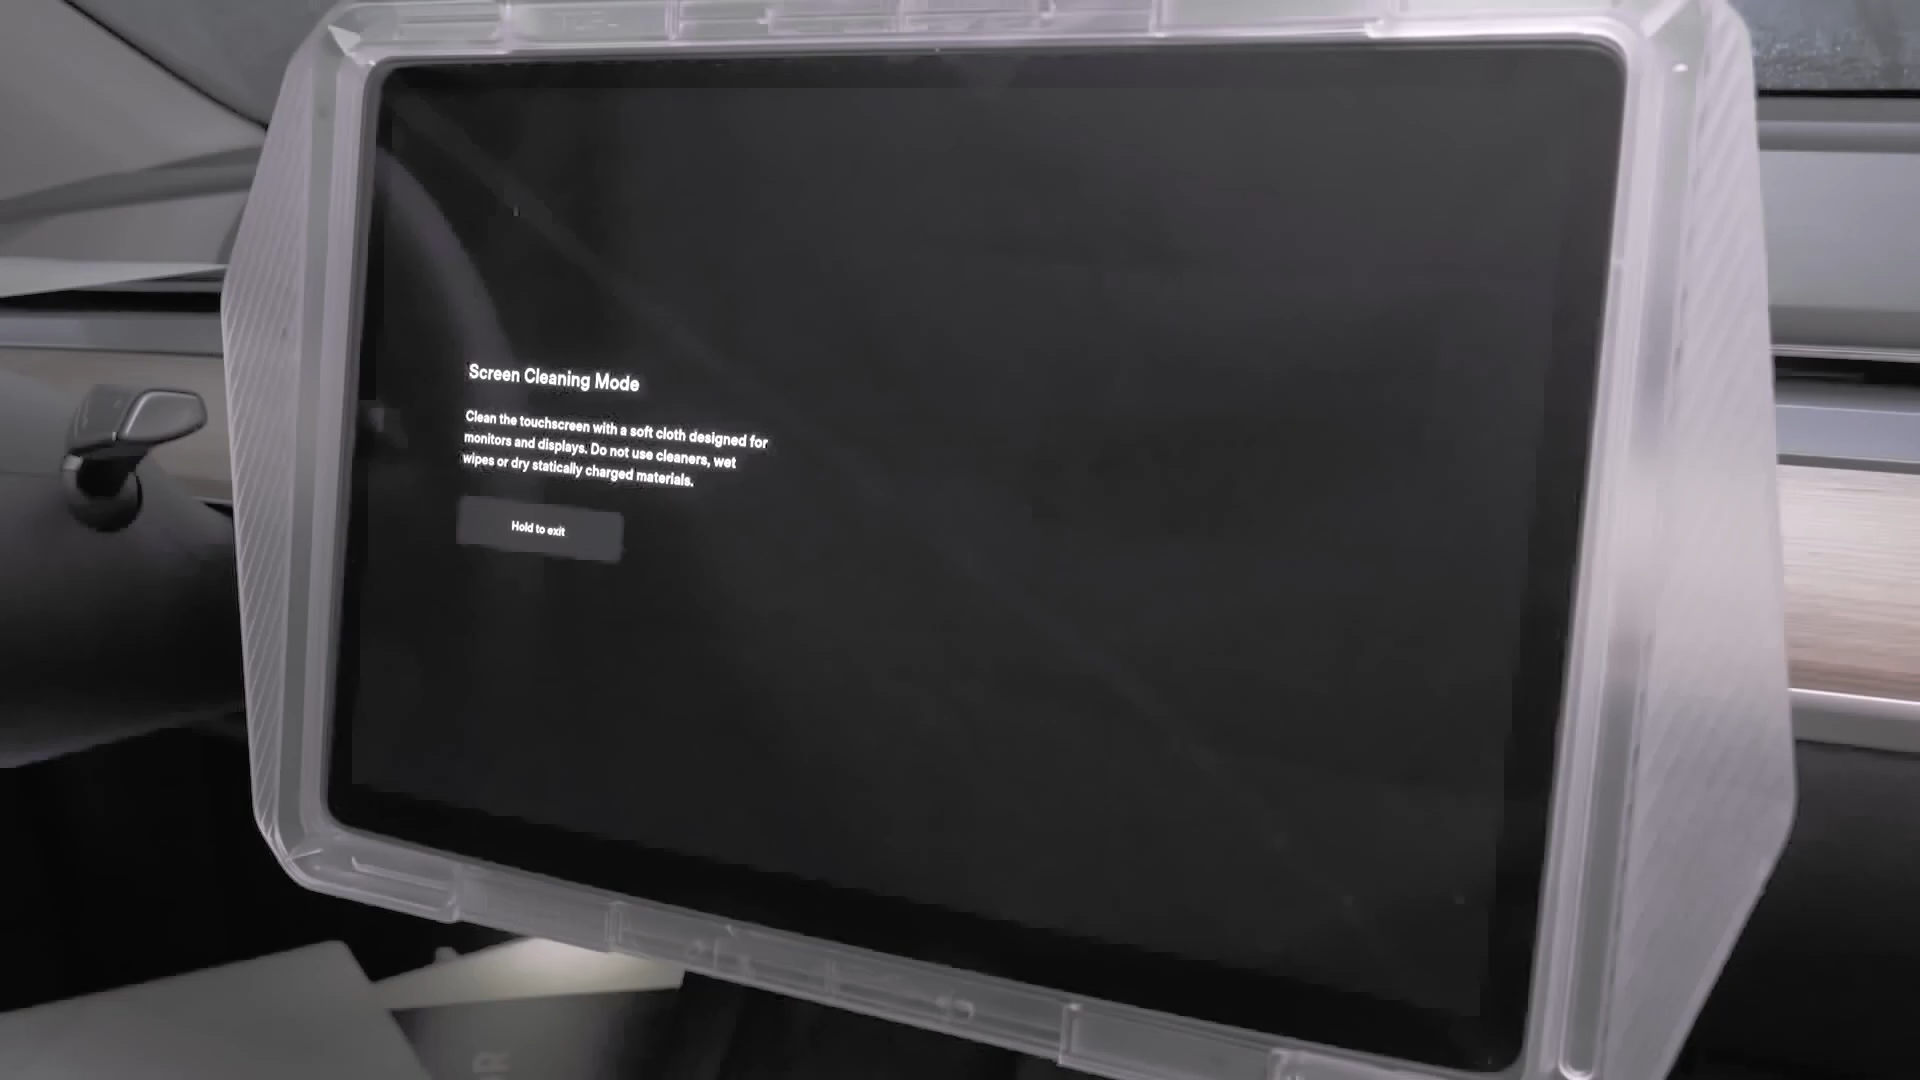 Screen Cleaning Mode
Clean the touchscreen with a soft cloth designed for
monitors and displays. Do not use cleaners, wet
wipes or dry statically charged materials.
Hold to exit